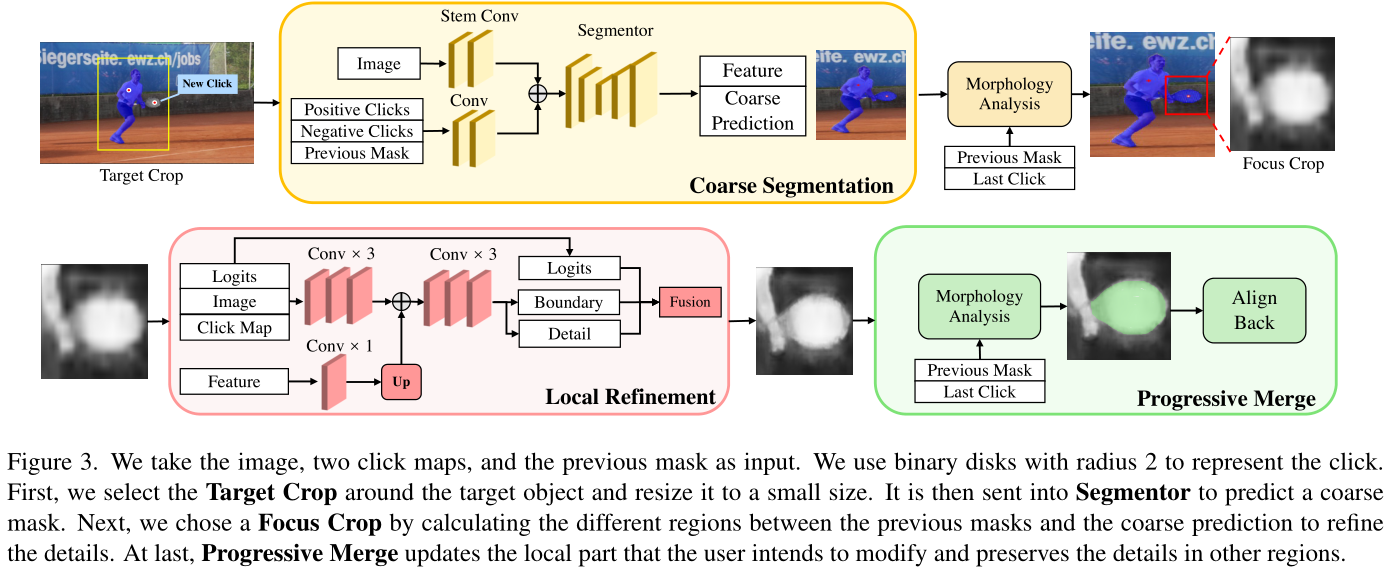 Siegerseite. ewz.ch/jobs
New Click
Target Crop
Stem Conv
Image
Positive Clicks
Negative Clicks
Previous Mask
Conv
Segmentor
Feature
Coarse
Prediction
Coarse Segmentation
eite. ewz.ch
Morphology
Analysis
Previous Mask
Last Click
eite. ewz.ch
Focus Crop
Logits
Image
Click Map
Feature
Conv × 3
Conv × 1
Up
Conv × 3
Logits
Boundary
Detail
Fusion
Local Refinement
Morphology
Analysis
Previous Mask
Last Click
Align
Back
Progressive Merge
Figure 3. We take the image, two click maps, and the previous mask as input. We use binary disks with radius 2 to represent the click.
First, we select the Target Crop around the target object and resize it to a small size. It is then sent into Segmentor to predict a coarse
mask. Next, we chose a Focus Crop by calculating the different regions between the previous masks and the coarse prediction to refine
the details. At last, Progressive Merge updates the local part that the user intends to modify and preserves the details in other regions.